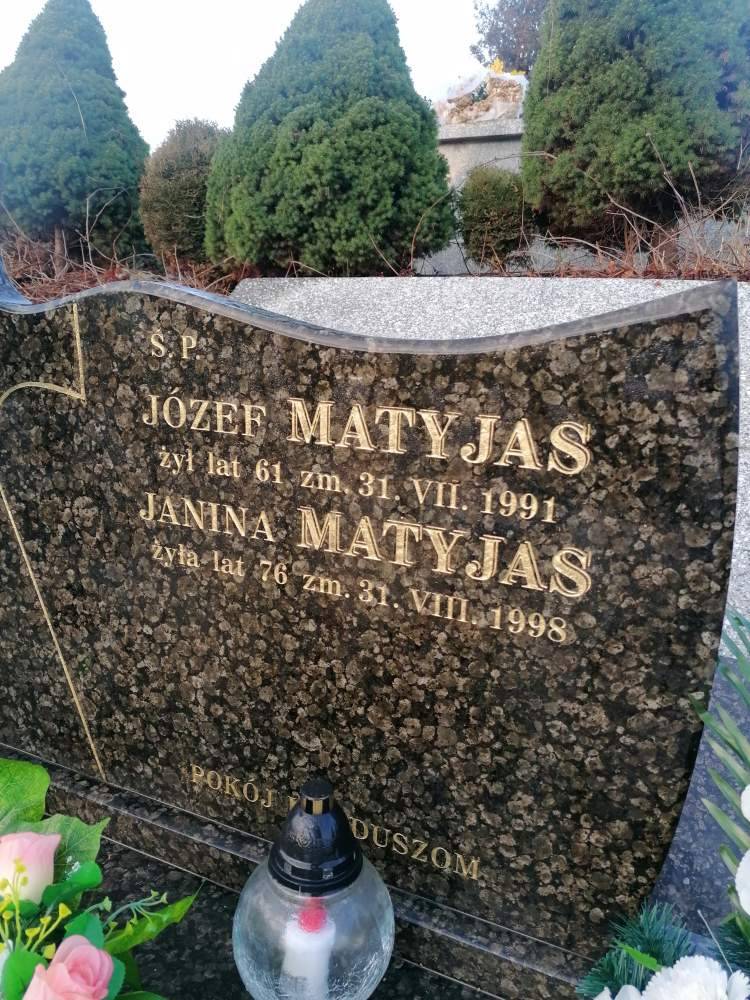 Ś. P.
JÓZEF MATYJAS
żył lat 61 zm. 31. VII. 1991
JANINA MATYJAS
żyła lat 76 zm. 31. VIII. 1998
POKÓJ DUSZOM